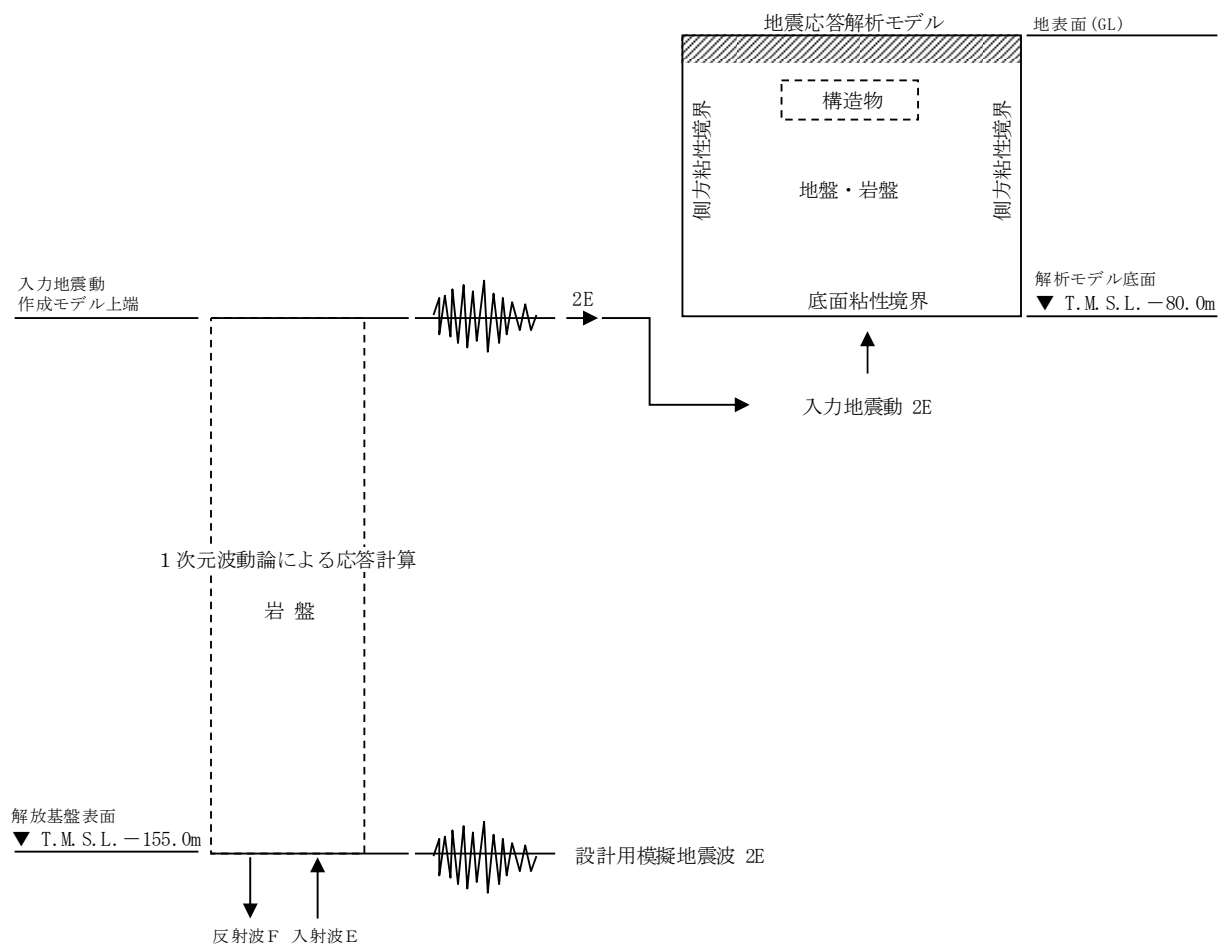 地震応答解析モデル
地表面(GL)
構造物
側方粘性境界
側方粘性境界
地盤・岩盤
入力地震動
作成モデル上端
2E
底面粘性境界
解析モデル底面
▼ T.M.S.L.－80.0m
入力地震動 2E
1次元波動論による応答計算
岩 盤
解放基盤表面
▼ T.M.S.L.－155.0m
設計用模擬地震波 2E
反射波F 入射波E